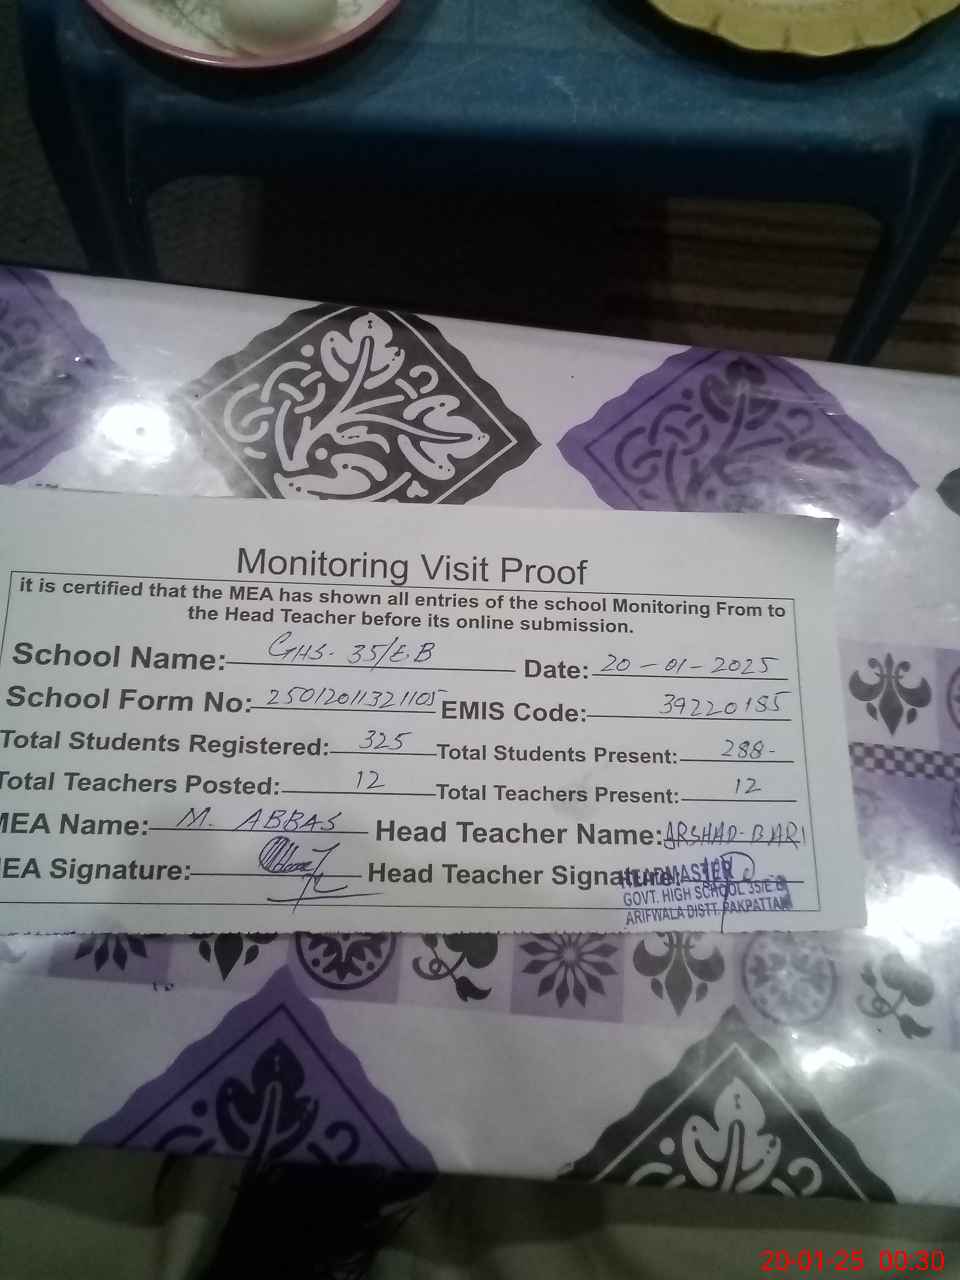 Monitoring Visit Proof
it is certified that the MEA has shown all entries of the school Monitoring From to
the Head Teacher before its online submission.
School Name: GHS. 35/E.B Date: 20-01-2025
School Form No: 25012011321105 EMIS Code: 39220185
Total Students Registered: 325 Total Students Present: 288-
Total Teachers Posted: 12 Total Teachers Present: 12
MEA Name: M. ABBAS Head Teacher Name: ARSHAD-BARI
EA Signature: Head Teacher Signature:
HEADMASTER
GOVT. HIGH SCHOOL 35/E.B
ARIFWALA DISTT. PAKPATTAN
20-01-25 00:30